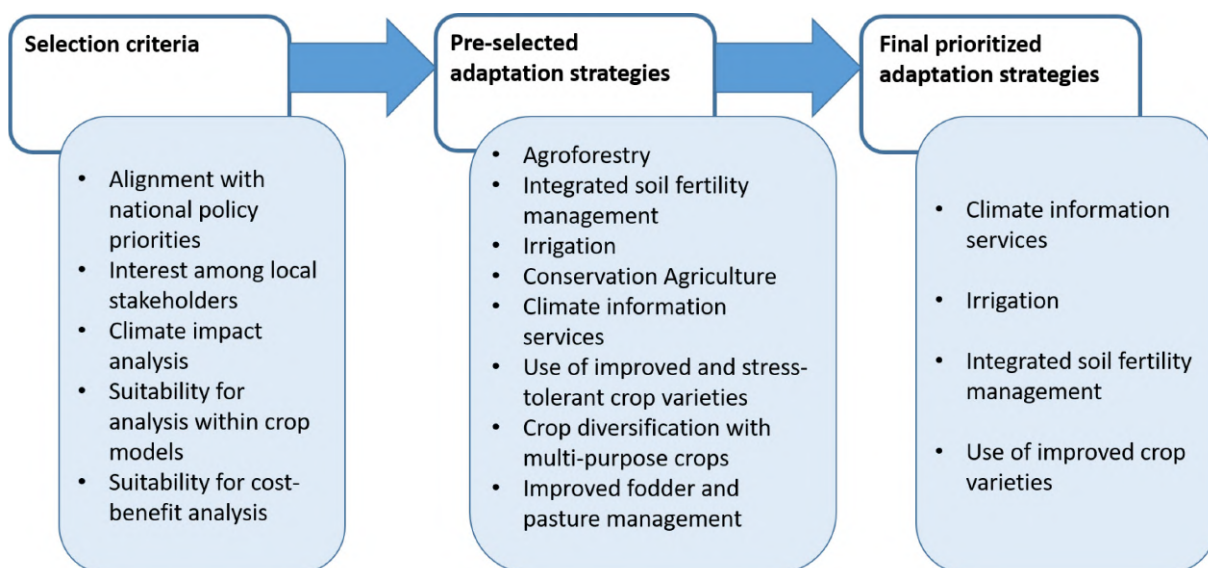 Selection criteria
• Alignment with
national policy
priorities
• Interest among local
stakeholders
• Climate impact
analysis
• Suitability for
analysis within crop
models
• Suitability for cost-
benefit analysis
Pre-selected
adaptation strategies
• Agroforestry
• Integrated soil fertility
management
• Irrigation
• Conservation Agriculture
• Climate information
services
• Use of improved and stress-
tolerant crop varieties
• Crop diversification with
multi-purpose crops
• Improved fodder and
pasture management
Final prioritized
adaptation strategies
• Climate information
services
• Irrigation
• Integrated soil fertility
management
• Use of improved crop
varieties